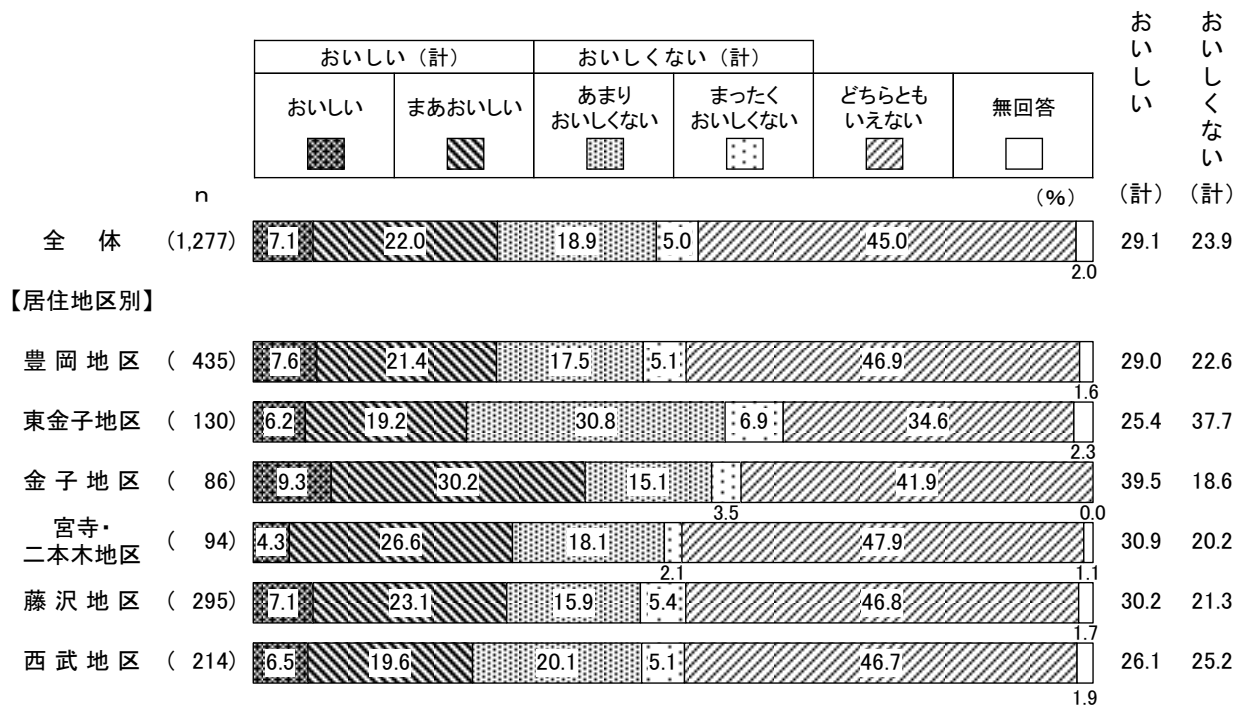 おいしい（計） おいしくない（計）
おいしい まあおいしい あまりおいしくない まったくおいしくない どちらともいえない 無回答
おいしい（計） おいしくない（計）
n （%）
全 体 （1,277） 7.1 22.0 18.9 5.0 45.0 2.0 29.1 23.9
【居住地区別】
豊岡地区 （ 435） 7.6 21.4 17.5 5.1 46.9 1.6 29.0 22.6
東金子地区 （ 130） 6.2 19.2 30.8 6.9 34.6 2.3 25.4 37.7
金子地区 （ 86） 9.3 30.2 15.1 3.5 41.9 0.0 39.5 18.6
宮寺・二本木地区 （ 94） 4.3 26.6 18.1 2.1 47.9 1.1 30.9 20.2
藤沢地区 （ 295） 7.1 23.1 15.9 5.4 46.8 1.7 30.2 21.3
西武地区 （ 214） 6.5 19.6 20.1 5.1 46.7 1.9 26.1 25.2